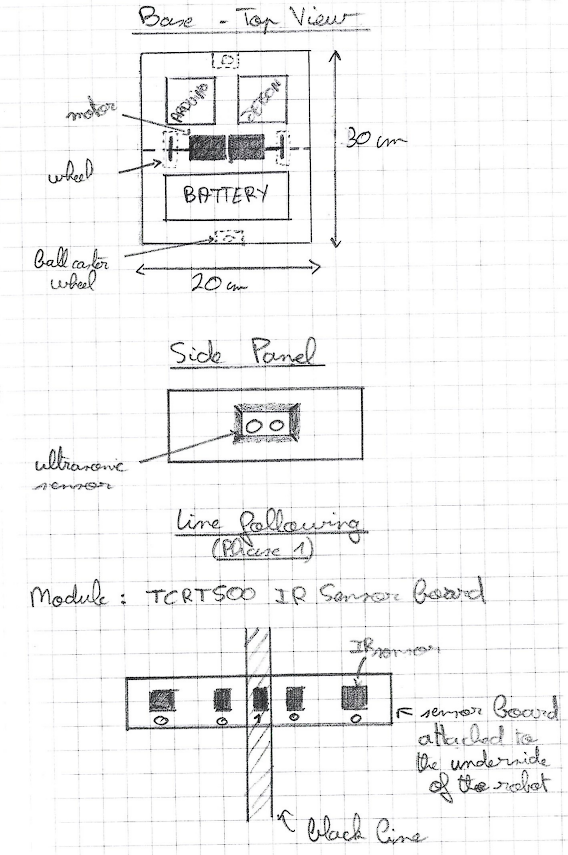 Base - Top View
ARDUINO
JETSON
motor
30 cm
wheel
BATTERY
Ball caster
wheel
20 cm
Side Panel
ultrasonic
sensor
Line following
(Phase 1)
Module : TCRT500 IR Sensor Board
IR sensor
0 0 1 0 0
sensor board
attached to
the underside
of the robot
black line